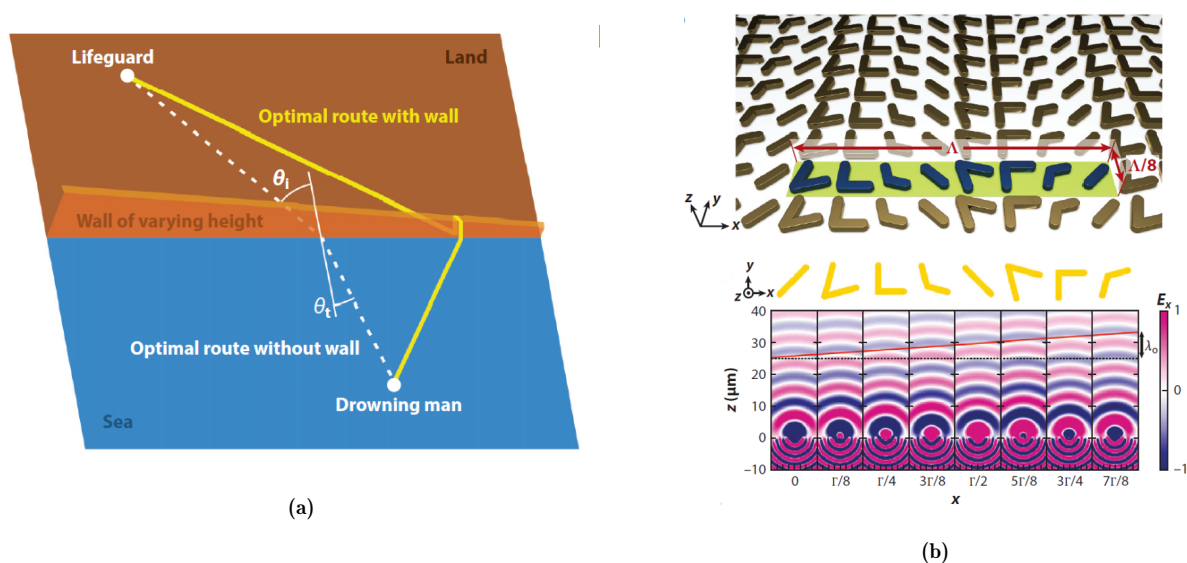 Lifeguard
Land
Optimal route with wall
θi
Wall of varying height
θt
Optimal route without wall
Drowning man
Sea
(a)
Λ
Λ/8
z
y
x
y
z
x
Ex
40
30
20
10
0
−10
z (µm)
λo
1
0
−1
0 Γ/8 Γ/4 3Γ/8 Γ/2 5Γ/8 3Γ/4 7Γ/8
x
(b)